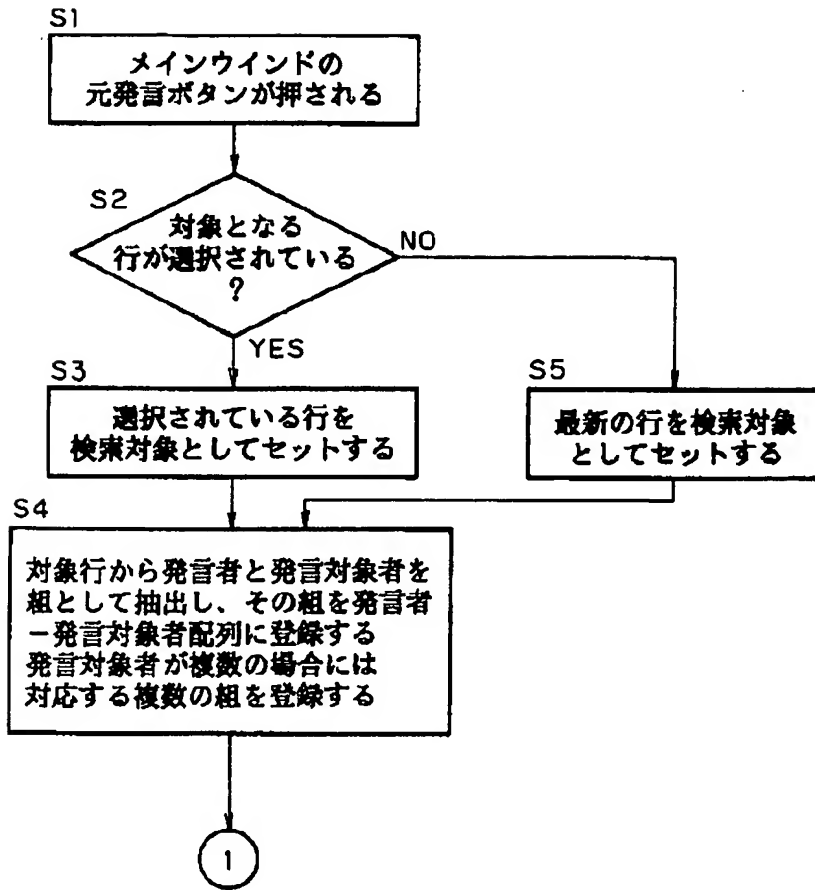 S1
メインウインドの
元発言ボタンが押される
S2
対象となる
行が選択されている
?
NO
YES
S3
選択されている行を
検索対象としてセットする
S5
最新の行を検索対象
としてセットする
S4
対象行から発言者と発言対象者を
組として抽出し、その組を発言者
−発言対象者配列に登録する
発言対象者が複数の場合には
対応する複数の組を登録する
1